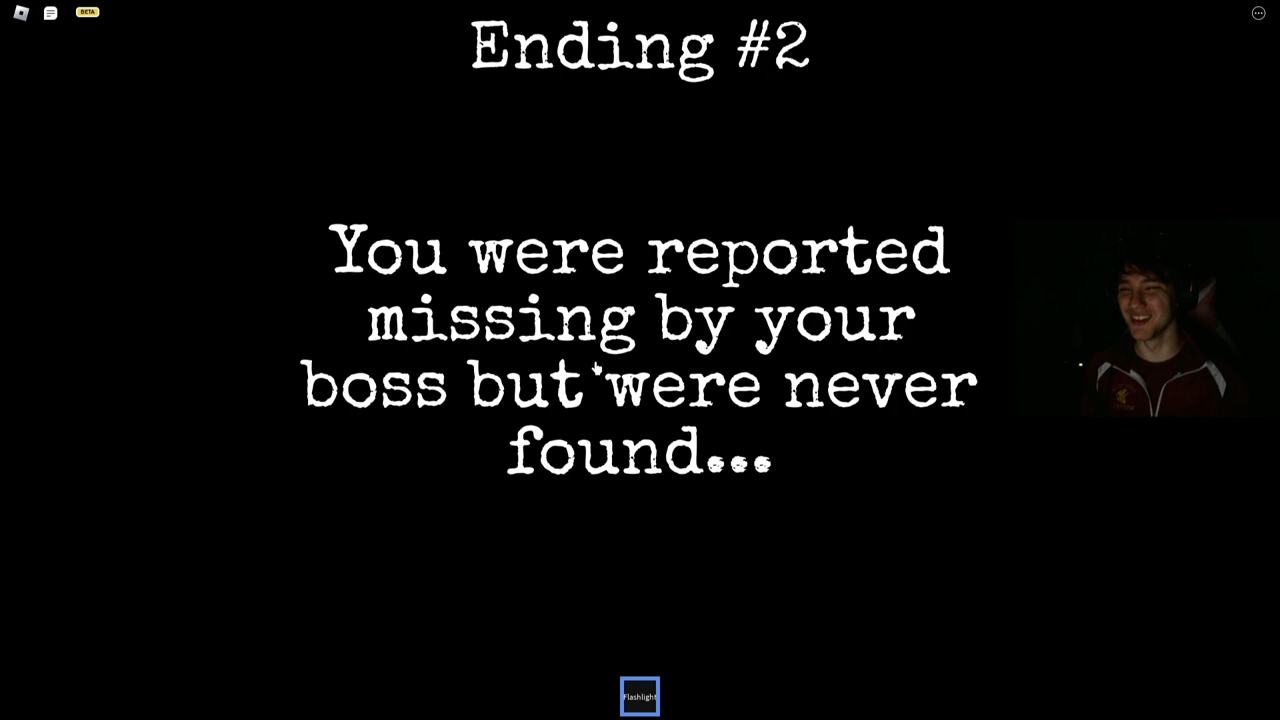 BETA
Ending #2
You were reported
missing by your
boss but were never
found...
Flashlight